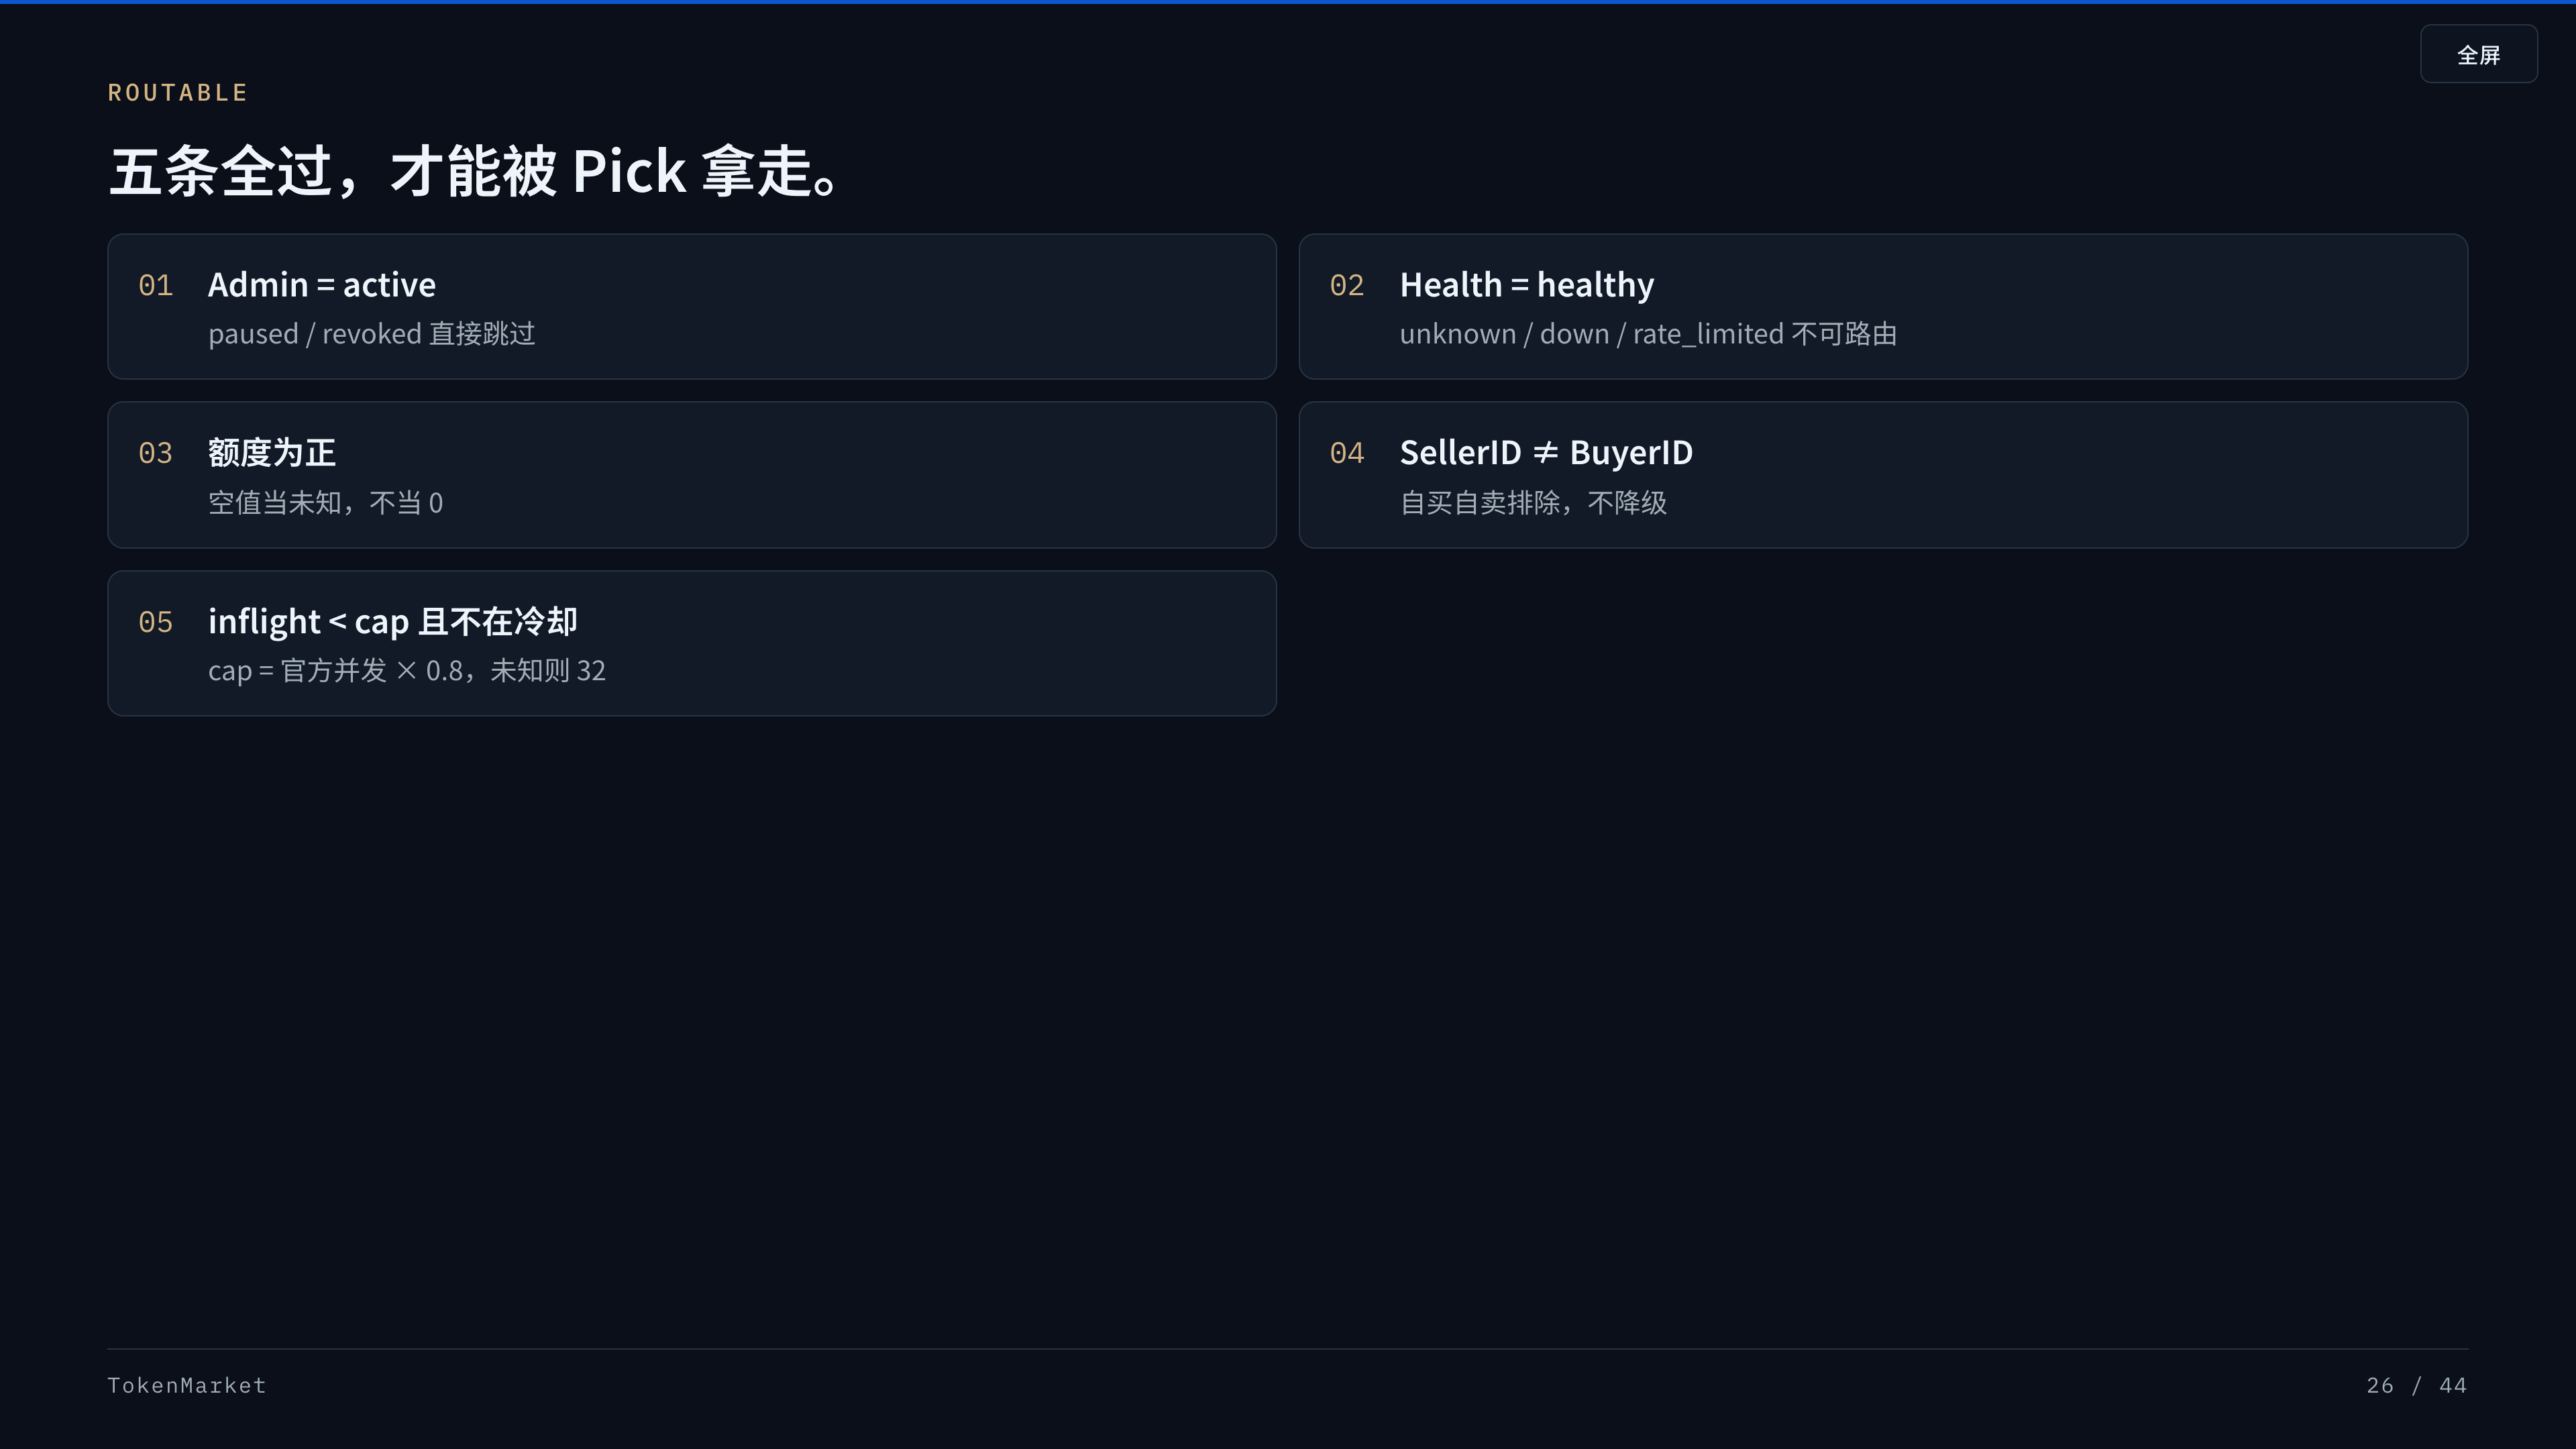 全屏
ROUTABLE
五条全过，才能被 Pick 拿走。
01 Admin = active
paused / revoked 直接跳过
02 Health = healthy
unknown / down / rate_limited 不可路由
03 额度为正
空值当未知，不当 0
04 SellerID ≠ BuyerID
自买自卖排除，不降级
05 inflight < cap 且不在冷却
cap = 官方并发 × 0.8，未知则 32
TokenMarket
26 / 44